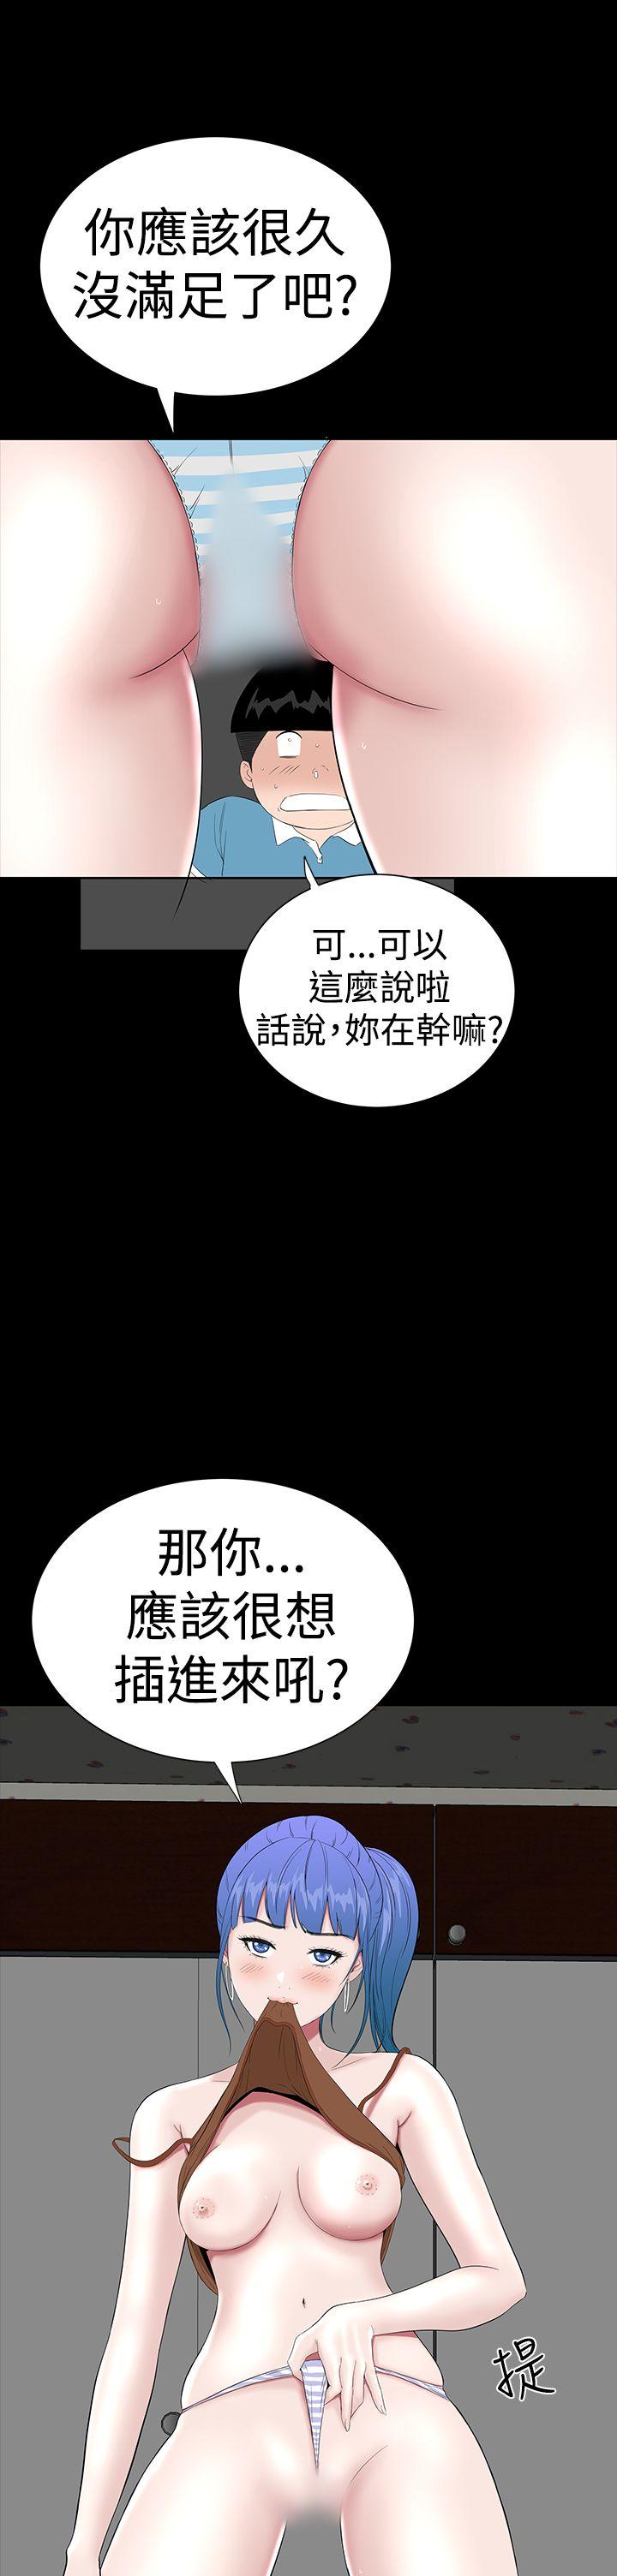 你應該很久
沒滿足了吧?
可...可以
這麼說啦
話說，妳在幹嘛?
那你...
應該很想
插進來吼?
提